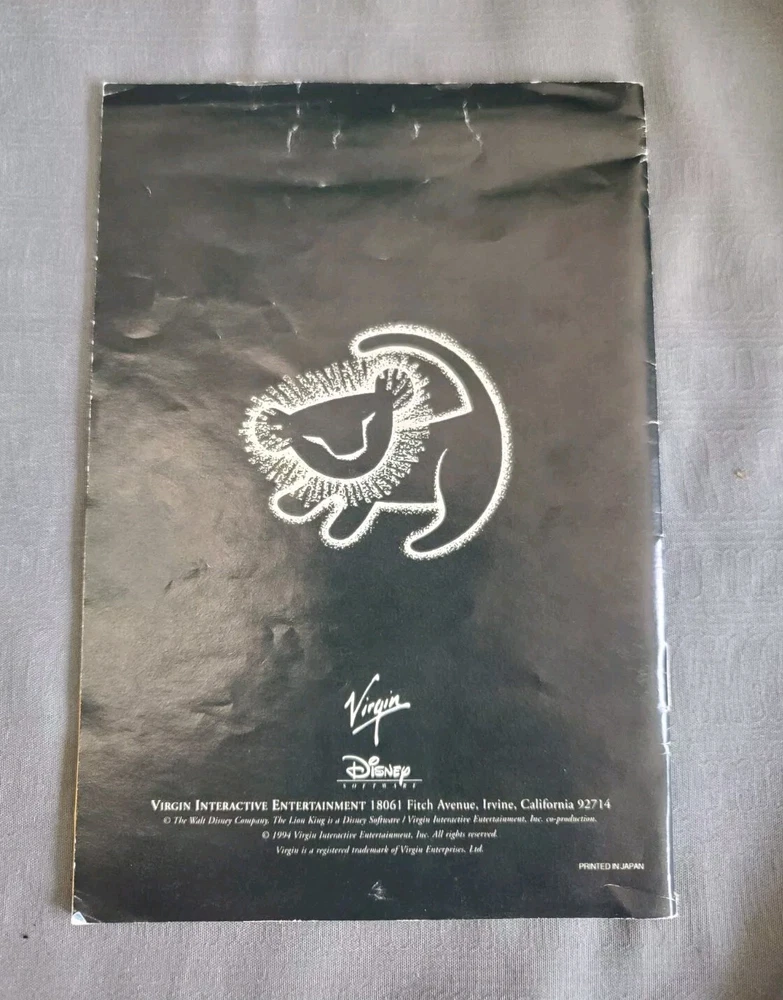 Virgin
Disney
SOFTWARE
VIRGIN INTERACTIVE ENTERTAINMENT 18061 Fitch Avenue, Irvine, California 92714
© The Walt Disney Company. The Lion King is a Disney Software / Virgin Interactive Entertainment, Inc. co-production.
© 1994 Virgin Interactive Entertainment, Inc. All rights reserved.
Virgin is a registered trademark of Virgin Enterprises, Ltd.
PRINTED IN JAPAN